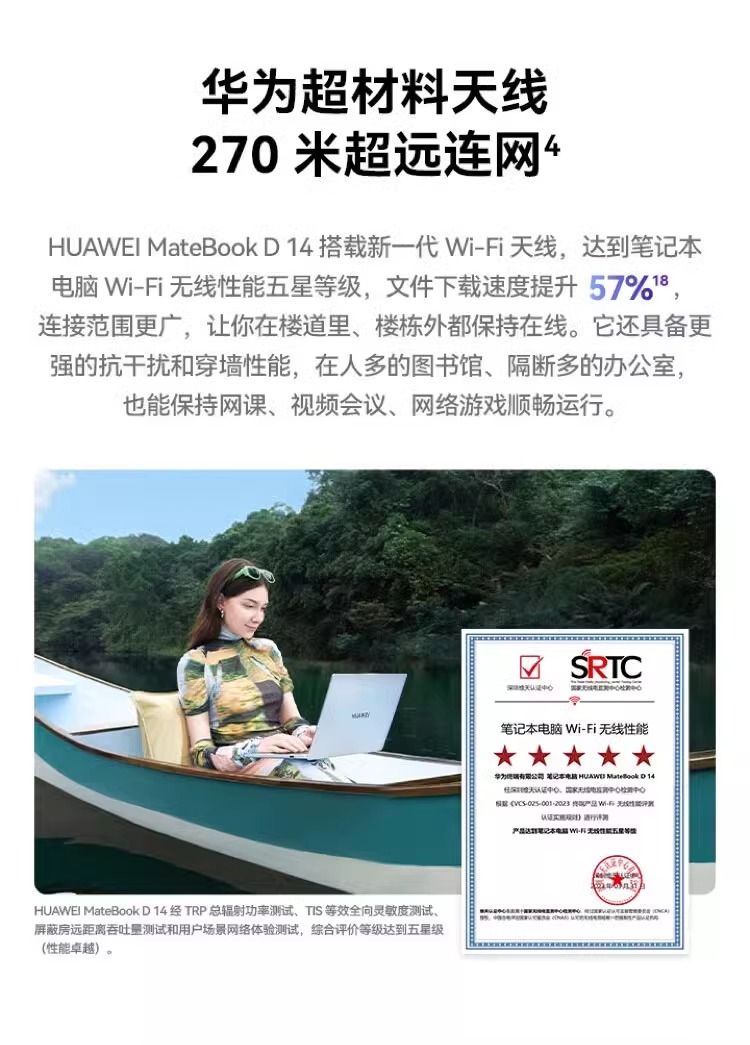 华为超材料天线
270 米超远连网4
HUAWEI MateBook D 14 搭载新一代 Wi-Fi 天线，达到笔记本
电脑 Wi-Fi 无线性能五星等级，文件下载速度提升 57%18，
连接范围更广，让你在楼道里、楼栋外都保持在线。它还具备更
强的抗干扰和穿墙性能，在人多的图书馆、隔断多的办公室，
也能保持网课、视频会议、网络游戏顺畅运行。
HUAWEI
SRTC
深圳维天认证中心
国家无线电监测中心检测中心
笔记本电脑 Wi-Fi 无线性能
华为终端有限公司 笔记本电脑 HUAWEI MateBook D 14
经深圳维天认证中心、国家无线电监测中心检测中心
根据《VCS-025-001-2023 终端产品 Wi-Fi 无线性能评测
认证实施规则》进行评测
产品达到笔记本电脑 Wi-Fi 无线性能五星等级
HUAWEI MateBook D 14 经 TRP 总辐射功率测试、TIS 等效全向灵敏度测试、
屏蔽房远距离吞吐量测试和用户场景网络体验测试，综合评价等级达到五星级
（性能卓越）。